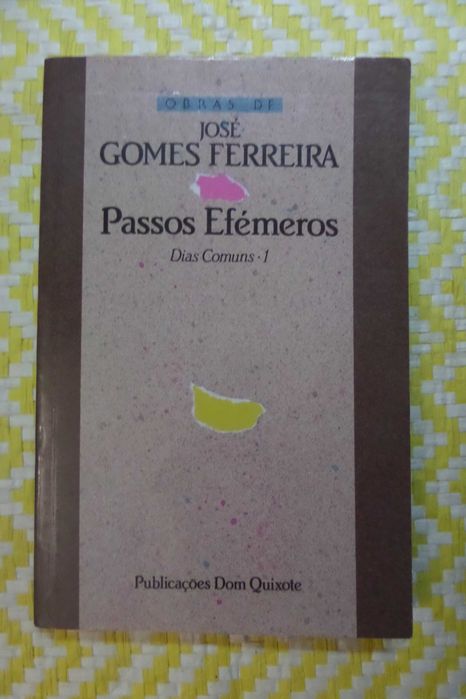 OBRAS DE
JOSÉ
GOMES FERREIRA
Passos Efémeros
Dias Comuns · 1
Publicações Dom Quixote